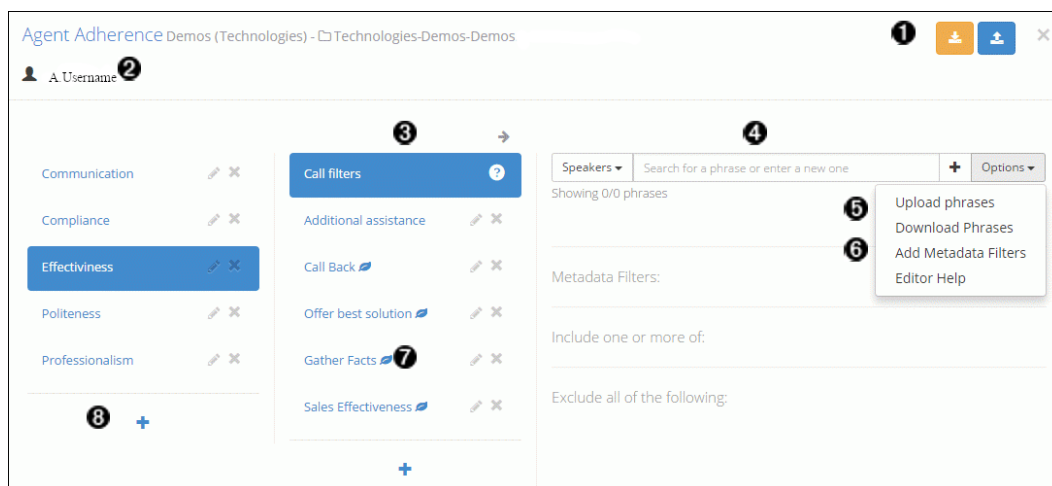 Agent Adherence Demos (Technologies) - Technologies-Demos-Demos
1
A.Username 2
3
4
Communication
Compliance
Effectiviness
Politeness
Professionalism
8
+
Call filters ?
Additional assistance
Call Back
Offer best solution
Gather Facts 7
Sales Effectiveness
+
Speakers Search for a phrase or enter a new one + Options
Showing 0/0 phrases
5
Upload phrases
Download Phrases
6
Add Metadata Filters
Editor Help
Metadata Filters:
Include one or more of:
Exclude all of the following: